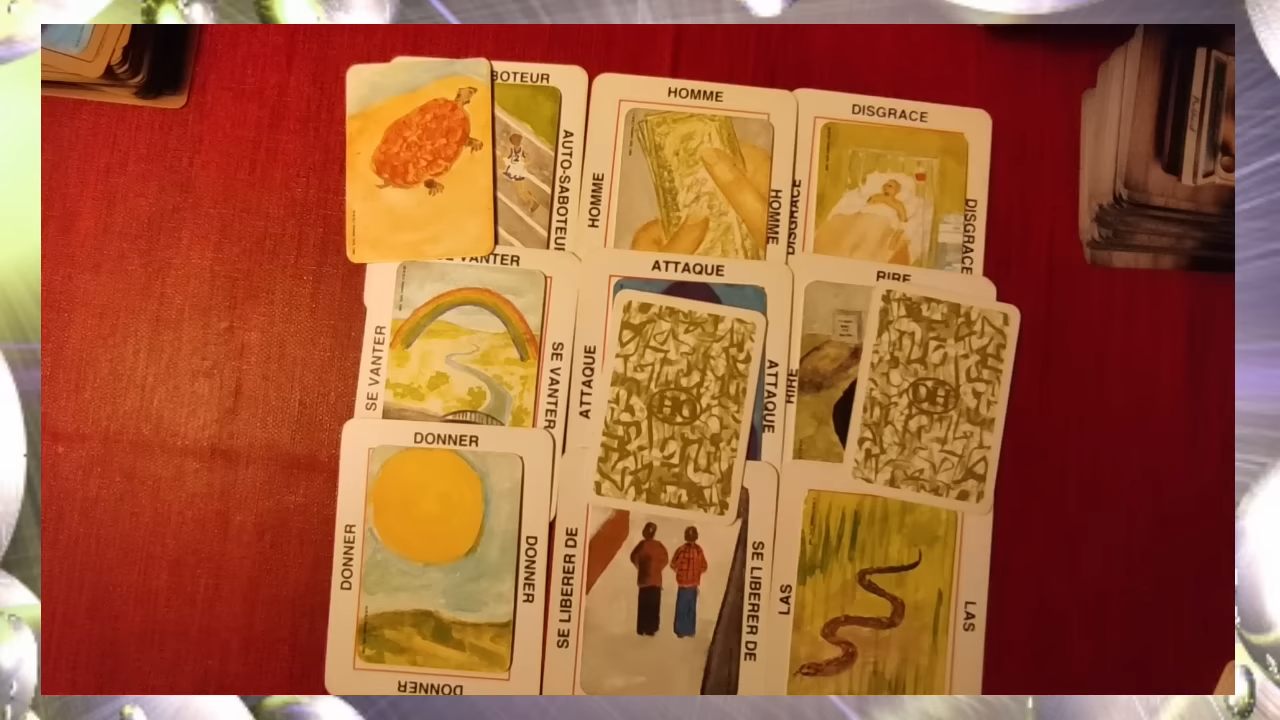 BOTEUR
AUTO-SABOTEUR
HOMME
HOMME
HOMME
DISGRACE
DISGRACE
DISGRACE
SE VANTER
SE VANTER
SE VANTER
ATTAQUE
ATTAQUE
ATTAQUE
RIRE
RIRE
OH
OH
DONNER
DONNER
DONNER
DONNER
SE LIBERER DE
SE LIBERER DE
LAS
LAS